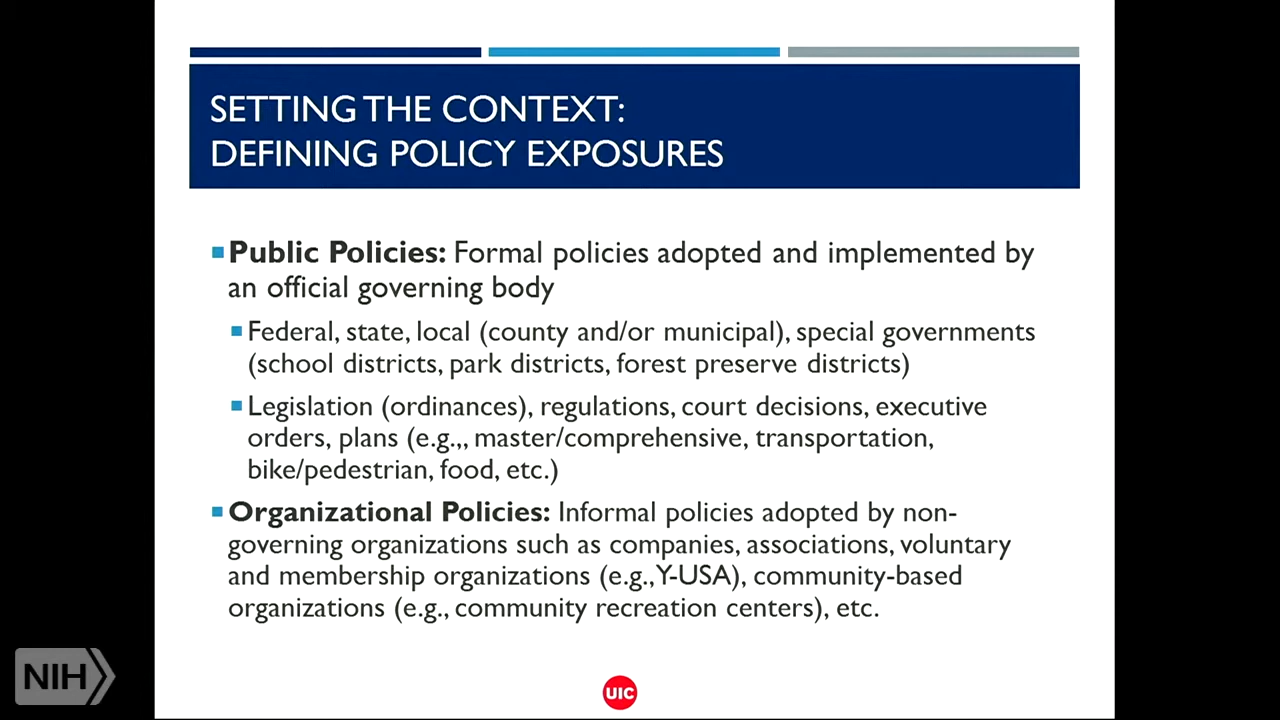 SETTING THE CONTEXT:
DEFINING POLICY EXPOSURES
Public Policies: Formal policies adopted and implemented by
an official governing body
Federal, state, local (county and/or municipal), special governments
(school districts, park districts, forest preserve districts)
Legislation (ordinances), regulations, court decisions, executive
orders, plans (e.g.,, master/comprehensive, transportation,
bike/pedestrian, food, etc.)
Organizational Policies: Informal policies adopted by non-
governing organizations such as companies, associations, voluntary
and membership organizations (e.g., Y-USA), community-based
organizations (e.g., community recreation centers), etc.
NIH
UIC